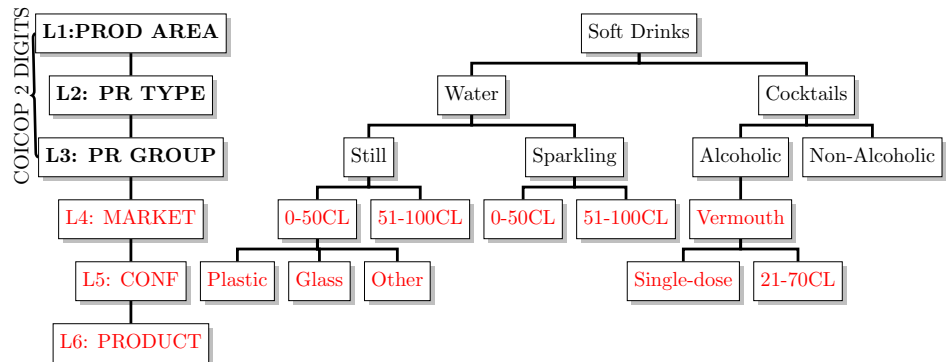 COICOP 2 DIGITS
L1:PROD AREA
L2: PR TYPE
L3: PR GROUP
L4: MARKET
L5: CONF
L6: PRODUCT
Soft Drinks
Water
Cocktails
Still
Sparkling
Alcoholic
Non-Alcoholic
0-50CL
51-100CL
0-50CL
51-100CL
Vermouth
Plastic
Glass
Other
Single-dose
21-70CL